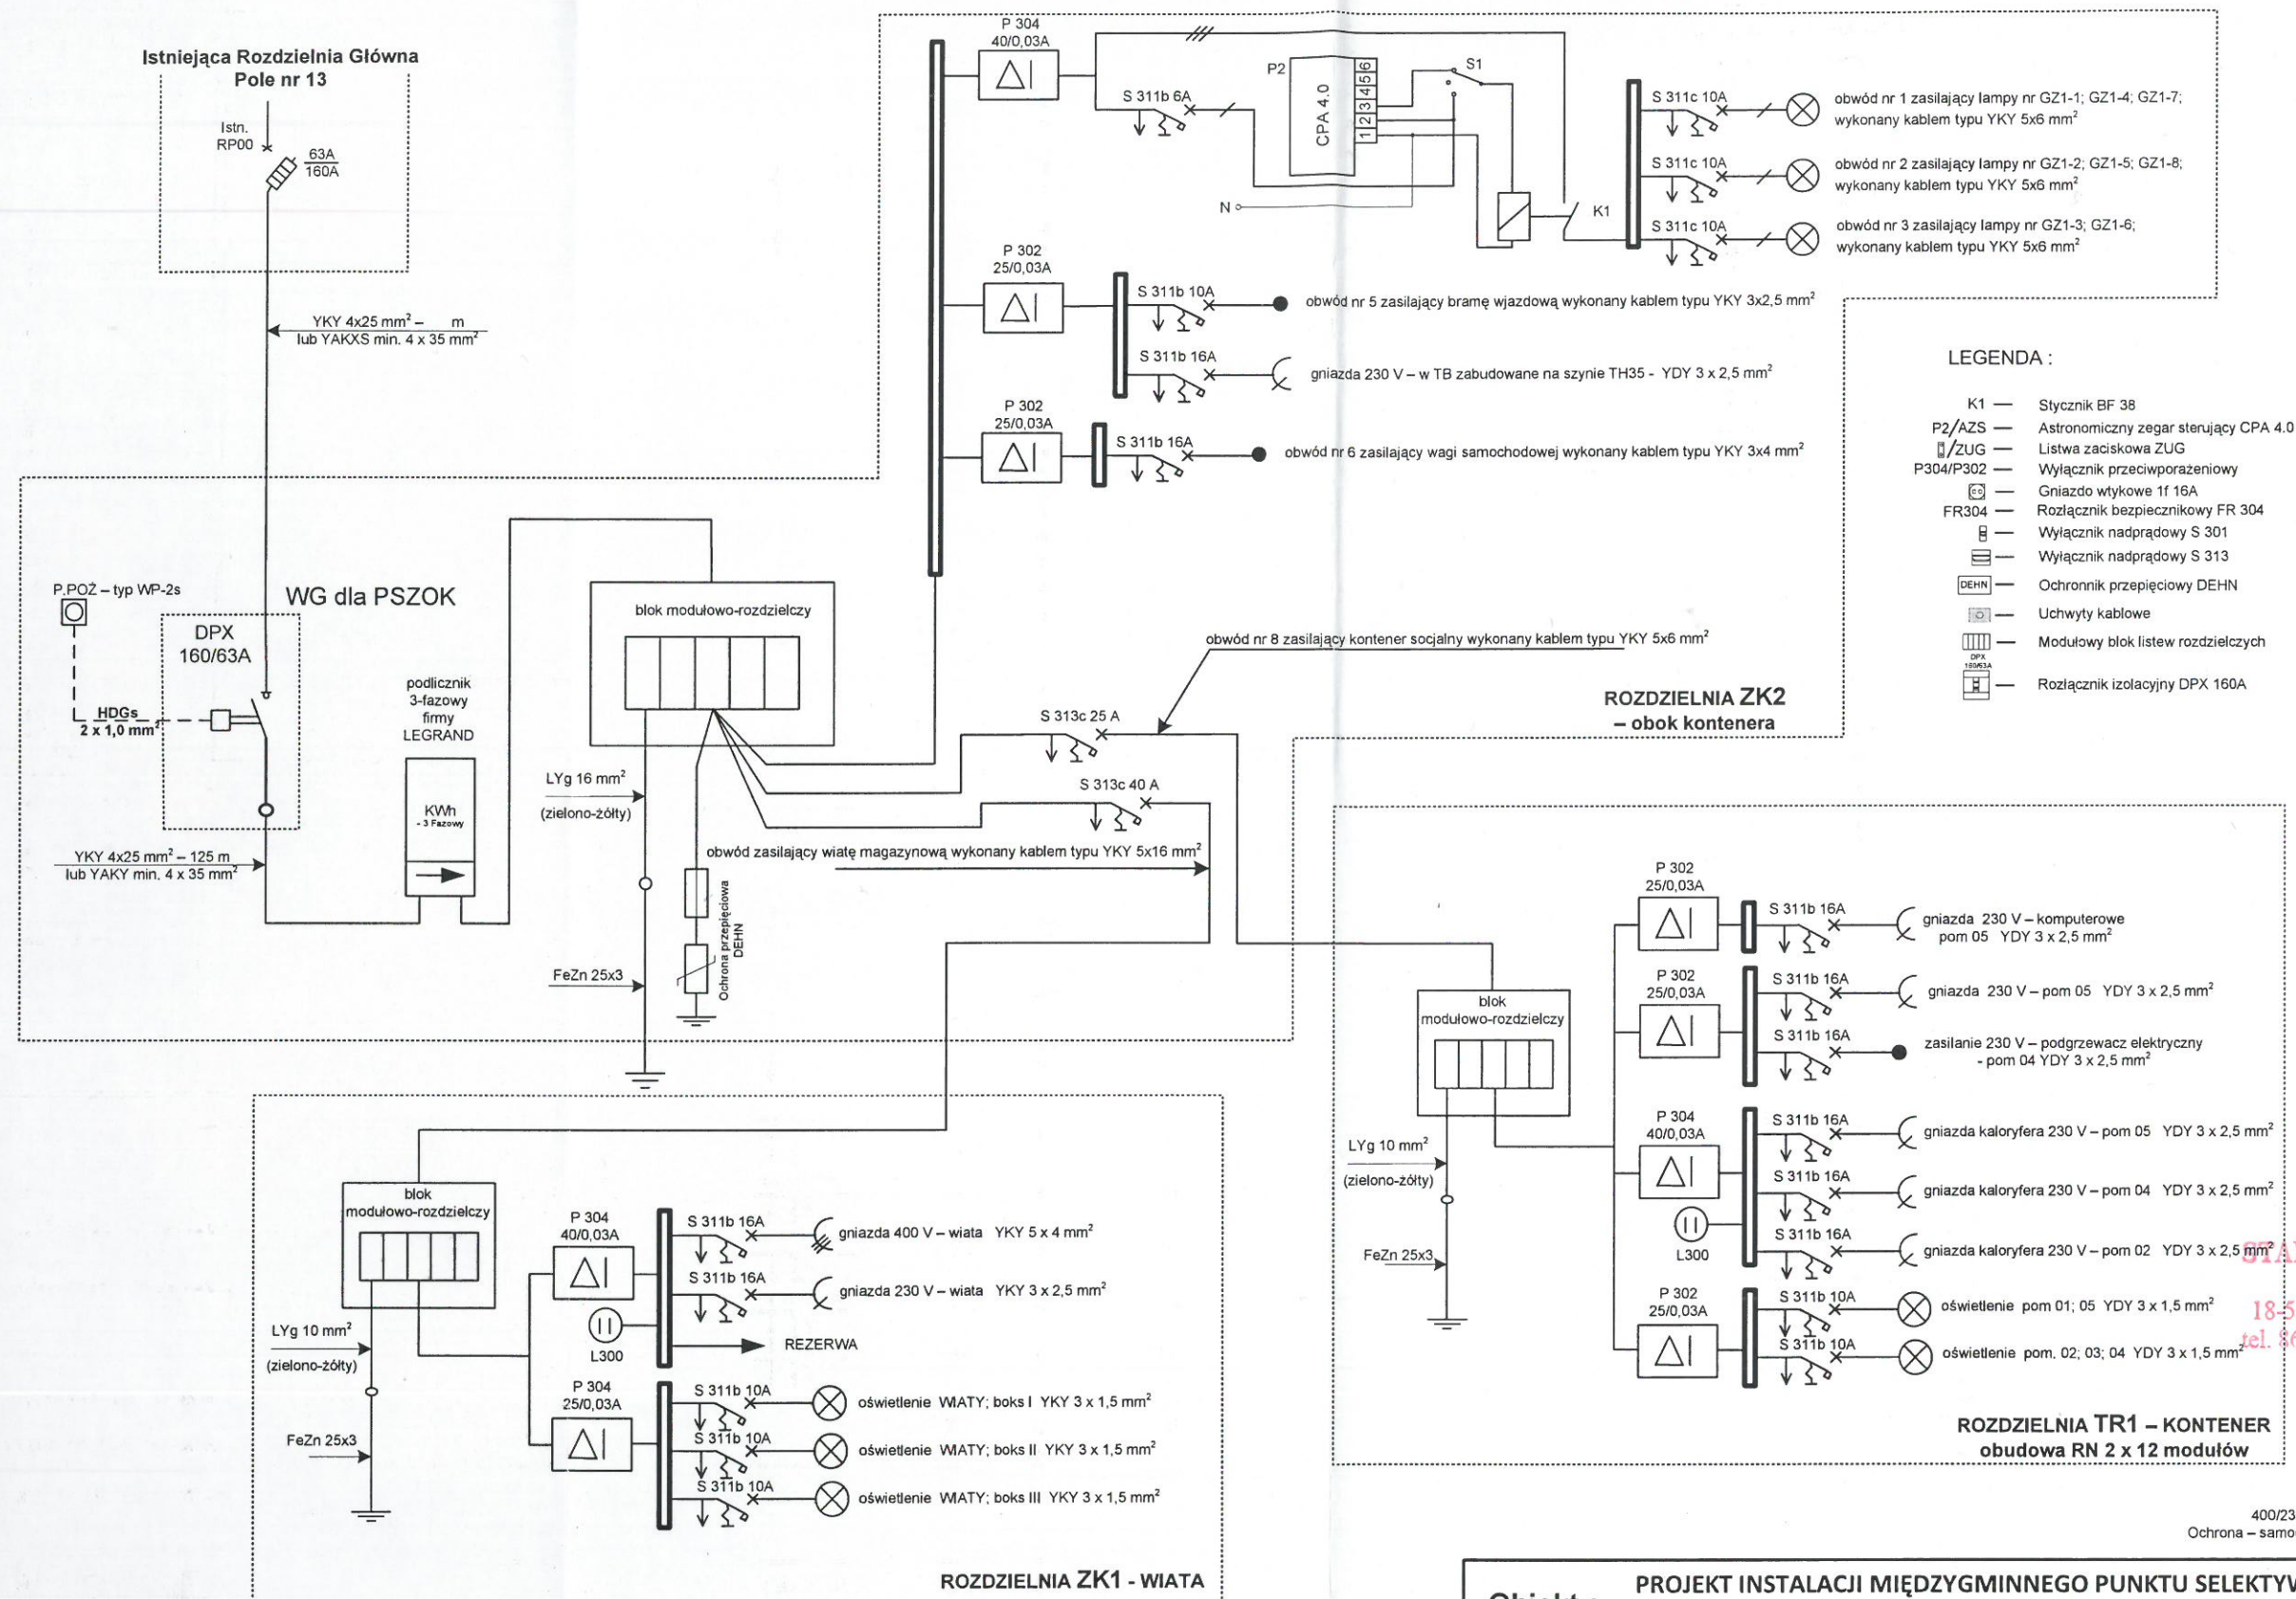 Istniejąca Rozdzielnia Główna
Pole nr 13
Istn.
RP00
63A
160A
YKY 4x25 mm² – m
lub YAKXS min. 4 x 35 mm²
P 304
40/0,03A
S 311b 6A
P2
CPA 4.0
1 2 3 4 5 6
S1
N
K1
S 311c 10A
obwód nr 1 zasilający lampy nr GZ1-1; GZ1-4; GZ1-7;
wykonany kablem typu YKY 5x6 mm²
S 311c 10A
obwód nr 2 zasilający lampy nr GZ1-2; GZ1-5; GZ1-8;
wykonany kablem typu YKY 5x6 mm²
S 311c 10A
obwód nr 3 zasilający lampy nr GZ1-3; GZ1-6;
wykonany kablem typu YKY 5x6 mm²
P 302
25/0,03A
S 311b 10A
obwód nr 5 zasilający bramę wjazdową wykonany kablem typu YKY 3x2,5 mm²
S 311b 16A
gniazda 230 V – w TB zabudowane na szynie TH35 - YDY 3 x 2,5 mm²
P 302
25/0,03A
S 311b 16A
obwód nr 6 zasilający wagi samochodowej wykonany kablem typu YKY 3x4 mm²
LEGENDA :
K1 — Stycznik BF 38
P2/AZS — Astronomiczny zegar sterujący CPA 4.0
/ZUG — Listwa zaciskowa ZUG
P304/P302 — Wyłącznik przeciwporażeniowy
— Gniazdo wtykowe 1f 16A
FR304 — Rozłącznik bezpiecznikowy FR 304
— Wyłącznik nadprądowy S 301
— Wyłącznik nadprądowy S 313
DEHN — Ochronnik przepięciowy DEHN
— Uchwyty kablowe
— Modułowy blok listew rozdzielczych
DPX
160/63A
— Rozłącznik izolacyjny DPX 160A
P.POŻ – typ WP-2s
WG dla PSZOK
DPX
160/63A
HDGs
2 x 1,0 mm²
podlicznik
3-fazowy
firmy
LEGRAND
KWh
- 3 Fazowy
YKY 4x25 mm² – 125 m
lub YAKY min. 4 x 35 mm²
blok modułowo-rozdzielczy
LYg 16 mm²
(zielono-żółty)
FeZn 25x3
Ochrona przepięciowa
DEHN
obwód nr 8 zasilający kontener socjalny wykonany kablem typu YKY 5x6 mm²
S 313c 25 A
S 313c 40 A
obwód zasilający wiatę magazynową wykonany kablem typu YKY 5x16 mm²
ROZDZIELNIA ZK2
– obok kontenera
blok
modułowo-rozdzielczy
LYg 10 mm²
(zielono-żółty)
FeZn 25x3
P 302
25/0,03A
S 311b 16A
gniazda 230 V – komputerowe
pom 05 YDY 3 x 2,5 mm²
P 302
25/0,03A
S 311b 16A
gniazda 230 V – pom 05 YDY 3 x 2,5 mm²
S 311b 16A
zasilanie 230 V – podgrzewacz elektryczny
- pom 04 YDY 3 x 2,5 mm²
P 304
40/0,03A
L300
S 311b 16A
gniazda kaloryfera 230 V – pom 05 YDY 3 x 2,5 mm²
S 311b 16A
gniazda kaloryfera 230 V – pom 04 YDY 3 x 2,5 mm²
S 311b 16A
gniazda kaloryfera 230 V – pom 02 YDY 3 x 2,5 mm²
P 302
25/0,03A
S 311b 10A
oświetlenie pom 01; 05 YDY 3 x 1,5 mm²
S 311b 10A
oświetlenie pom. 02; 03; 04 YDY 3 x 1,5 mm²
18-5
tel. 86
ROZDZIELNIA TR1 – KONTENER
obudowa RN 2 x 12 modułów
blok
modułowo-rozdzielczy
LYg 10 mm²
(zielono-żółty)
FeZn 25x3
P 304
40/0,03A
L300
S 311b 16A
gniazda 400 V – wiata YKY 5 x 4 mm²
S 311b 16A
gniazda 230 V – wiata YKY 3 x 2,5 mm²
REZERWA
P 304
25/0,03A
S 311b 10A
oświetlenie WIATY; boks I YKY 3 x 1,5 mm²
S 311b 10A
oświetlenie WIATY; boks II YKY 3 x 1,5 mm²
S 311b 10A
oświetlenie WIATY; boks III YKY 3 x 1,5 mm²
ROZDZIELNIA ZK1 - WIATA
400/23
Ochrona – samo
PROJEKT INSTALACJI MIĘDZYGMINNEGO PUNKTU SELEKTYW